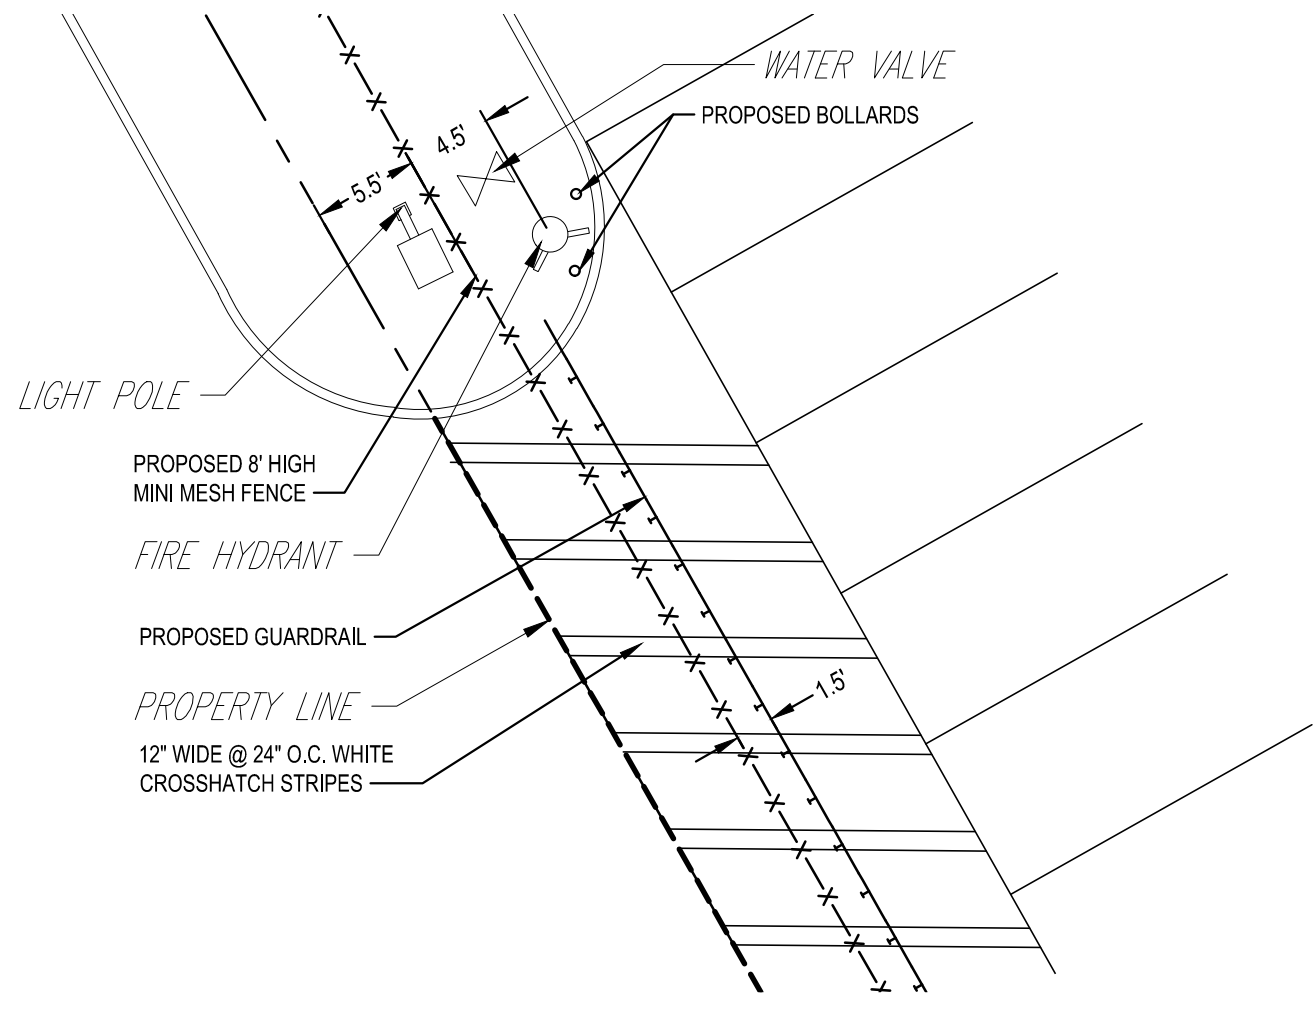 WATER VALVE
PROPOSED BOLLARDS
4.5'
5.5'
LIGHT POLE
PROPOSED 8' HIGH
MINI MESH FENCE
FIRE HYDRANT
PROPOSED GUARDRAIL
1.5'
PROPERTY LINE
12" WIDE @ 24" O.C. WHITE
CROSSHATCH STRIPES